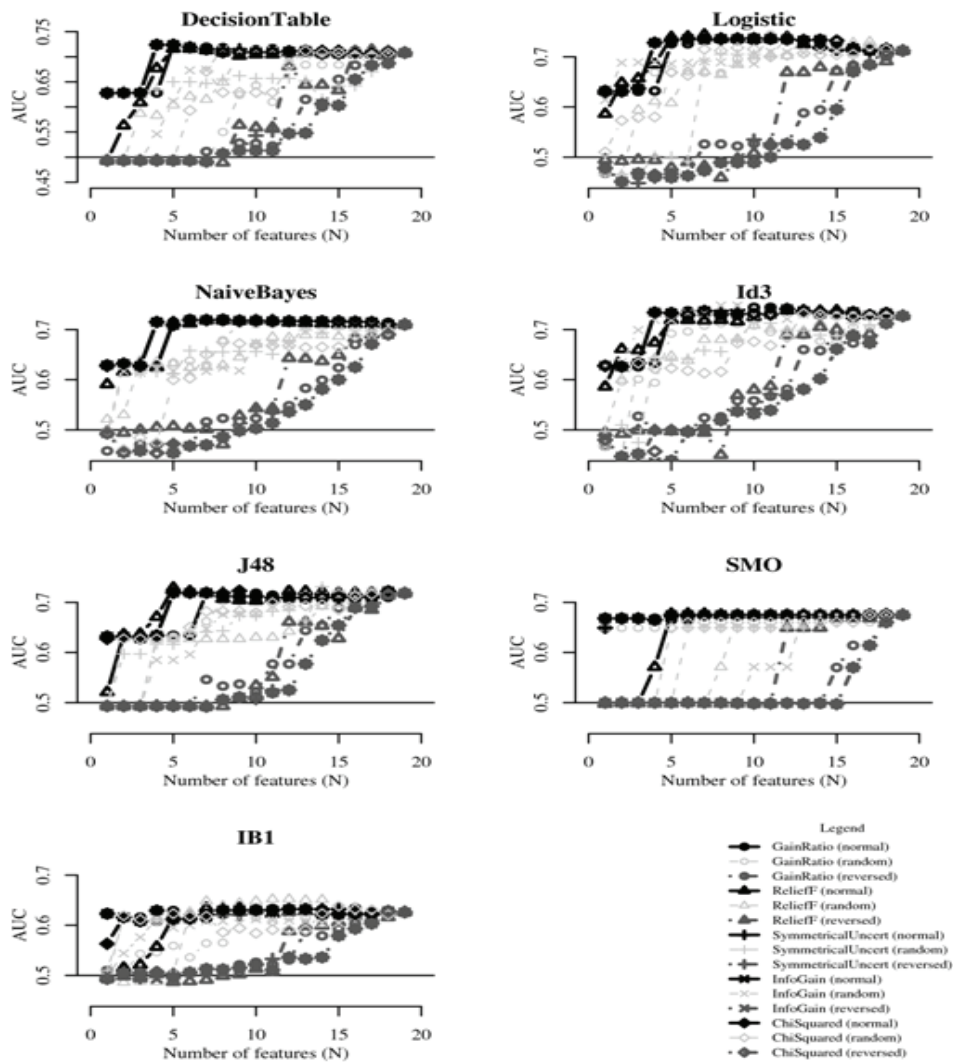 DecisionTable
0.75
0.65
0.55
0.45
AUC
0
5
10
15
20
Number of features (N)
Logistic
0.7
0.6
0.5
AUC
0
5
10
15
20
Number of features (N)
NaiveBayes
0.7
0.6
0.5
AUC
0
5
10
15
20
Number of features (N)
Id3
0.7
0.6
0.5
AUC
0
5
10
15
20
Number of features (N)
J48
0.7
0.6
0.5
AUC
0
5
10
15
20
Number of features (N)
SMO
0.7
0.6
0.5
AUC
0
5
10
15
20
Number of features (N)
IB1
0.7
0.6
0.5
AUC
0
5
10
15
20
Number of features (N)
Legend
GainRatio (normal)
GainRatio (random)
GainRatio (reversed)
ReliefF (normal)
ReliefF (random)
ReliefF (reversed)
SymmetricalUncert (normal)
SymmetricalUncert (random)
SymmetricalUncert (reversed)
InfoGain (normal)
InfoGain (random)
InfoGain (reversed)
ChiSquared (normal)
ChiSquared (random)
ChiSquared (reversed)